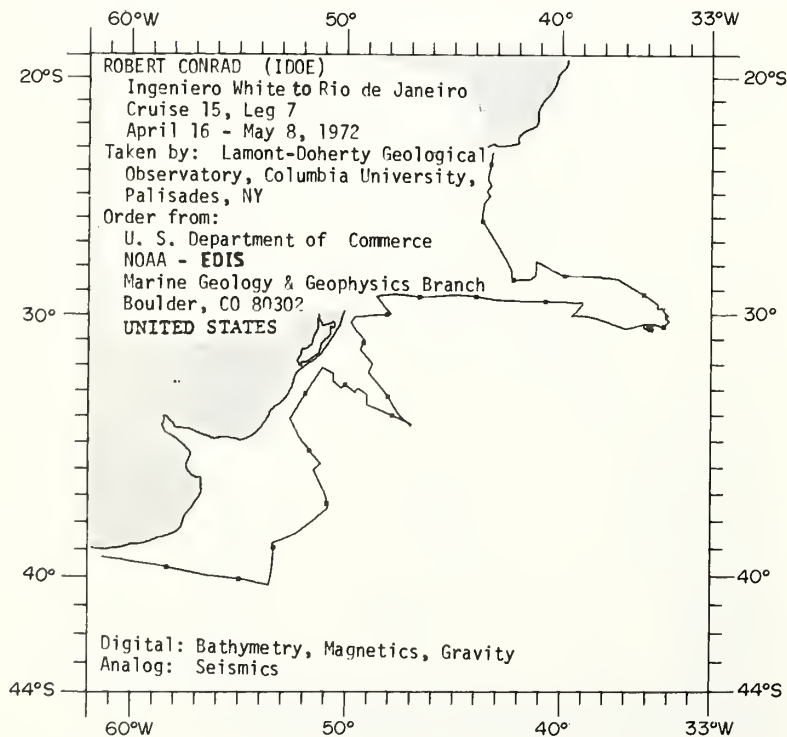 60°W 50° 40° 33°W
20°S 20°S
ROBERT CONRAD (IDOE)
Ingeniero White to Rio de Janeiro
Cruise 15, Leg 7
April 16 - May 8, 1972
Taken by: Lamont-Doherty Geological
Observatory, Columbia University,
Palisades, NY
Order from:
U. S. Department of Commerce
NOAA - EDIS
Marine Geology & Geophysics Branch
Boulder, CO 80302
UNITED STATES
30° 30°
40° 40°
Digital: Bathymetry, Magnetics, Gravity
Analog: Seismics
44°S 44°S
60°W 50° 40° 33°W